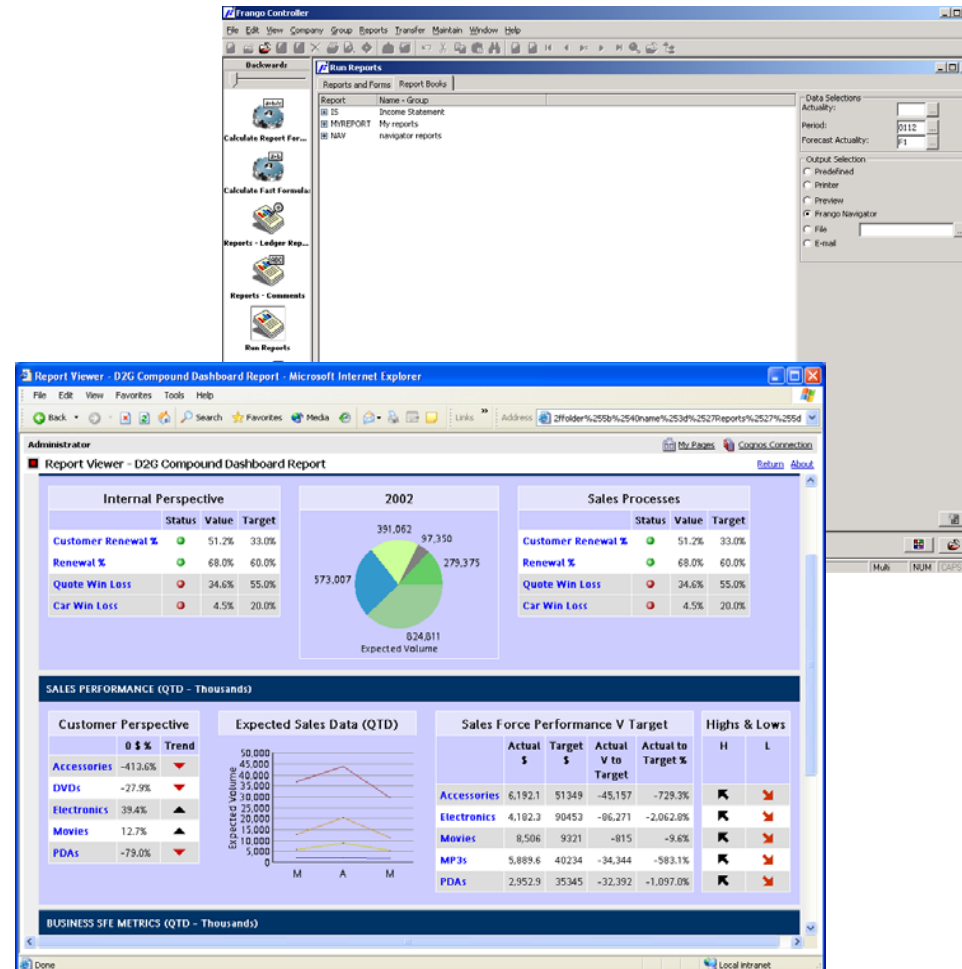 Frango Controller
File Edit View Company Group Reports Transfer Maintain Window Help
Backwards
Run Reports
Reports and Forms Report Books
Report Name - Group
IS Income Statement
MYREPORT My reports
NAV navigator reports
Data Selections
Actuality:
Period: 0112
Forecast Actuality: F1
Output Selection
Predefined
Printer
Preview
Frango Navigator
File
E-mail
Calculate Report For...
Calculate Fast Formulas
Reports - Ledger Rep...
Reports - Comments
Run Reports
Multi NUM CAPS
Report Viewer - D2G Compound Dashboard Report - Microsoft Internet Explorer
File Edit View Favorites Tools Help
Back Search Favorites Media Links » Address 2ffolder%255b%2540name%253d%2527Reports%2527%255d
Administrator My Pages Cognos Connection
Report Viewer - D2G Compound Dashboard Report Return About
Internal Perspective
Status Value Target
Customer Renewal % 51.2% 33.0%
Renewal % 68.0% 60.0%
Quote Win Loss 34.6% 55.0%
Car Win Loss 4.5% 20.0%
2002
391,062
97,350
279,375
573,007
824,811
Expected Volume
Sales Processes
Status Value Target
Customer Renewal % 51.2% 33.0%
Renewal % 68.0% 60.0%
Quote Win Loss 34.6% 55.0%
Car Win Loss 4.5% 20.0%
SALES PERFORMANCE (QTD - Thousands)
Customer Perspective
0 $ % Trend
Accessories -413.6%
DVDs -27.9%
Electronics 39.4%
Movies 12.7%
PDAs -79.0%
Expected Sales Data (QTD)
Expected Volume
50,000
45,000
40,000
35,000
30,000
25,000
20,000
15,000
10,000
5,000
0
M A M
Sales Force Performance V Target
Actual $ Target $ Actual V to Target Actual to Target %
Accessories 6,192.1 51349 -45,157 -729.3%
Electronics 4,182.3 90453 -86,271 -2,062.8%
Movies 8,506 9321 -815 -9.6%
MP3s 5,889.6 40234 -34,344 -583.1%
PDAs 2,952.9 35345 -32,392 -1,097.0%
Highs & Lows
H L
BUSINESS SFE METRICS (QTD - Thousands)
Done Local intranet